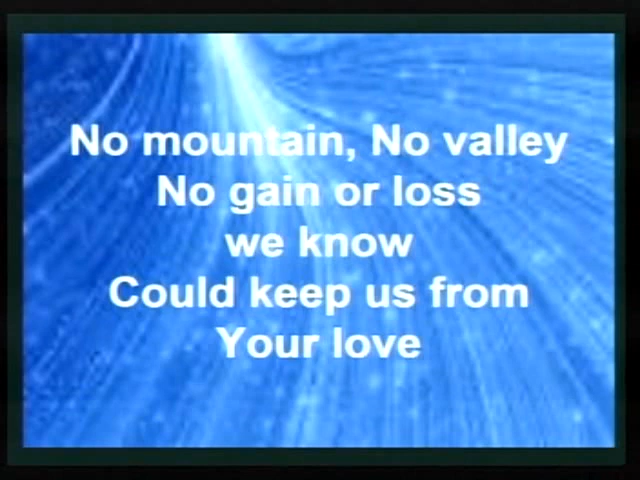 No mountain, No valley
No gain or loss
we know
Could keep us from
Your love